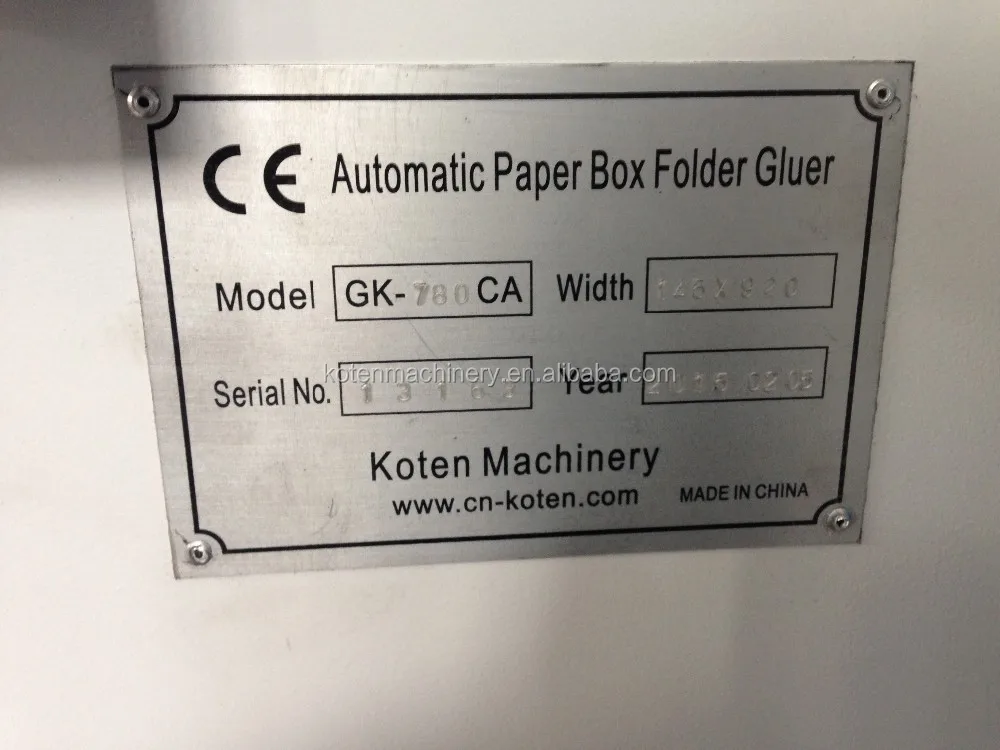 CE Automatic Paper Box Folder Gluer
Model GK-780CA Width
Serial No. Year
kotenmachinery.en.alibaba.com
Koten Machinery
www.cn-koten.com MADE IN CHINA